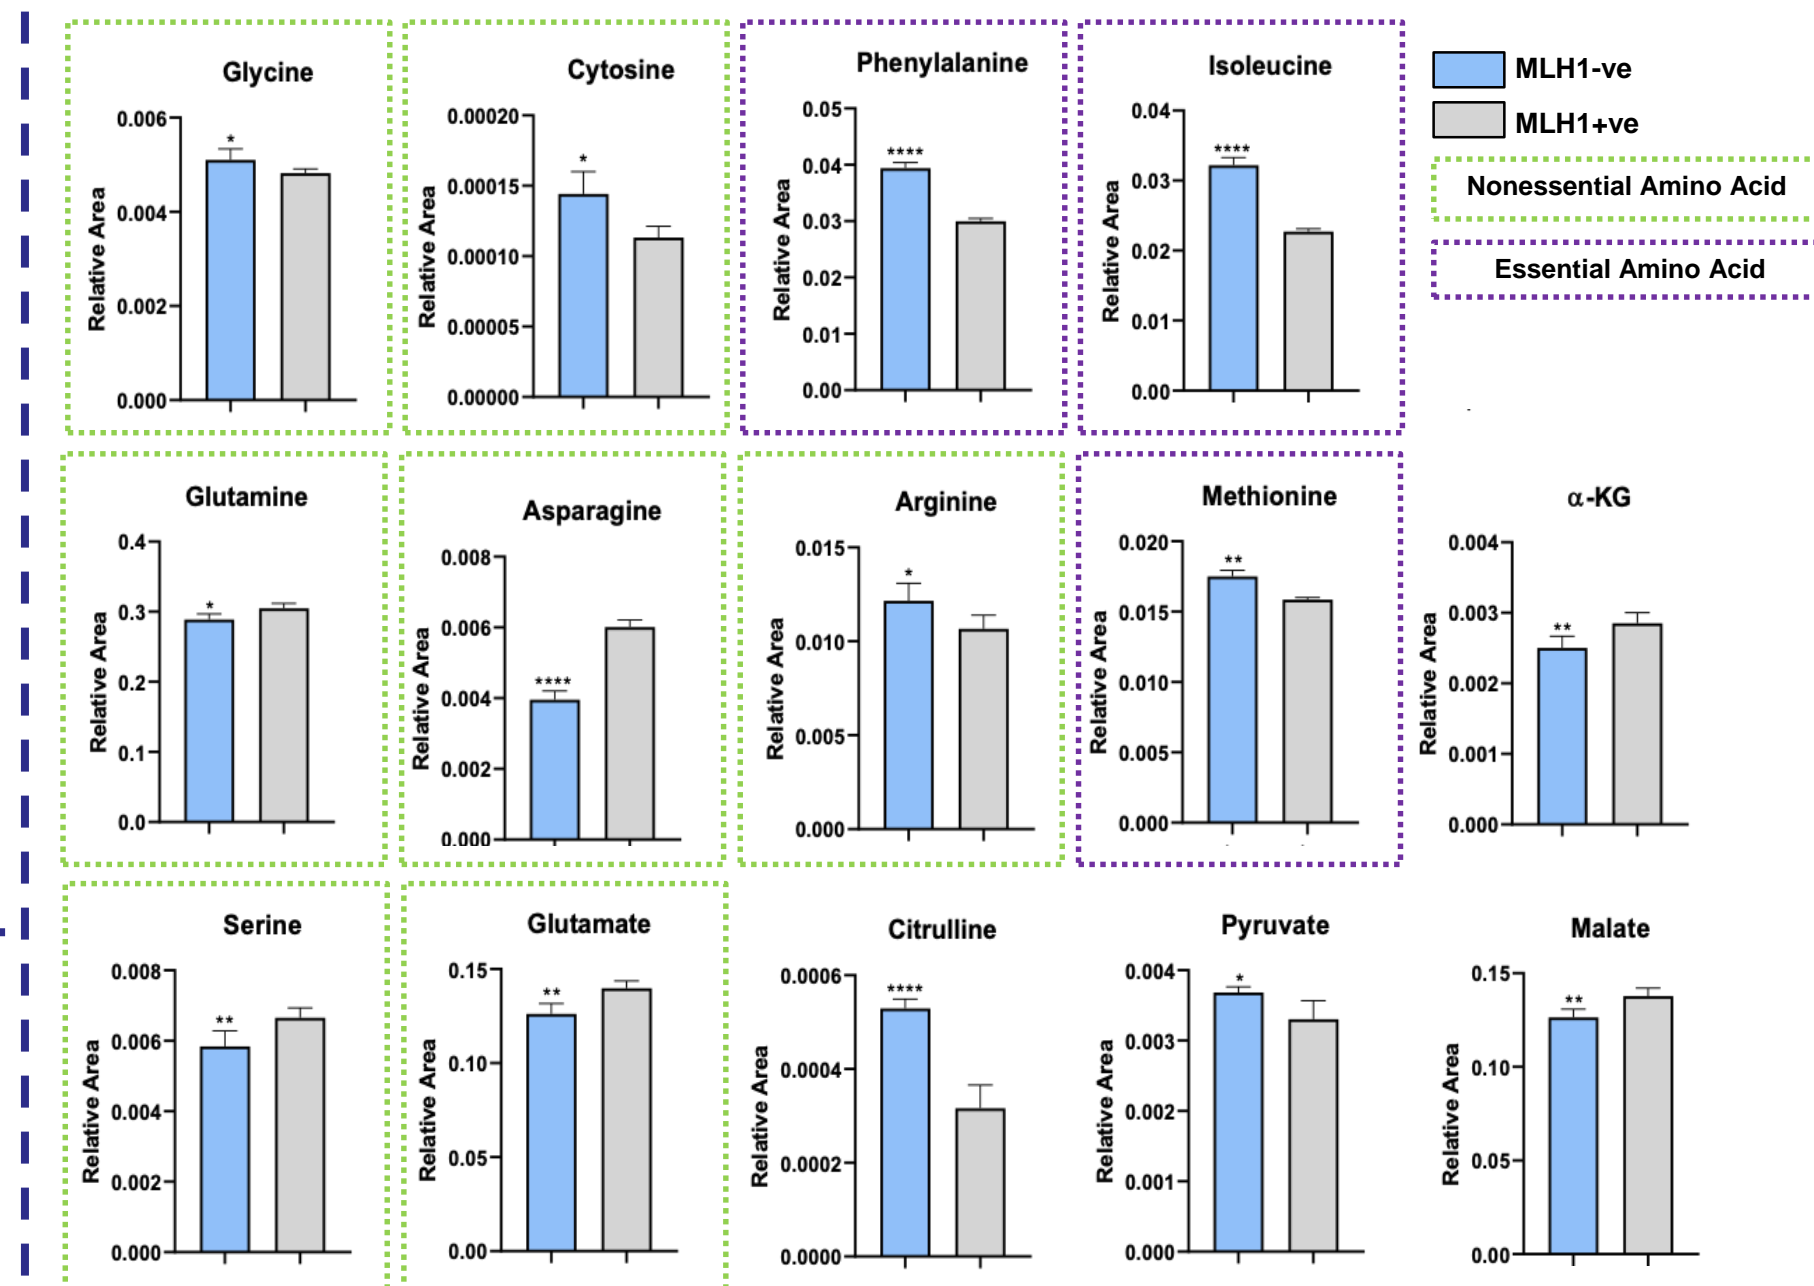 Glycine
*
0.006
0.004
0.002
0.000
Relative Area
Cytosine
*
0.00020
0.00015
0.00010
0.00005
0.00000
Relative Area
Phenylalanine
****
0.05
0.04
0.03
0.02
0.01
0.00
Relative Area
Isoleucine
****
0.04
0.03
0.02
0.01
0.00
Relative Area
MLH1-ve
MLH1+ve
Nonessential Amino Acid
Essential Amino Acid
Glutamine
*
0.4
0.3
0.2
0.1
0.0
Relative Area
Asparagine
****
0.008
0.006
0.004
0.002
0.000
Relative Area
Arginine
*
0.015
0.010
0.005
0.000
Relative Area
Methionine
**
0.020
0.015
0.010
0.005
0.000
Relative Area
α-KG
**
0.004
0.003
0.002
0.001
0.000
Relative Area
Serine
**
0.008
0.006
0.004
0.002
0.000
Relative Area
Glutamate
**
0.15
0.10
0.05
0.00
Relative Area
Citrulline
****
0.0006
0.0004
0.0002
0.0000
Relative Area
Pyruvate
*
0.004
0.003
0.002
0.001
0.000
Relative Area
Malate
**
0.15
0.10
0.05
0.00
Relative Area